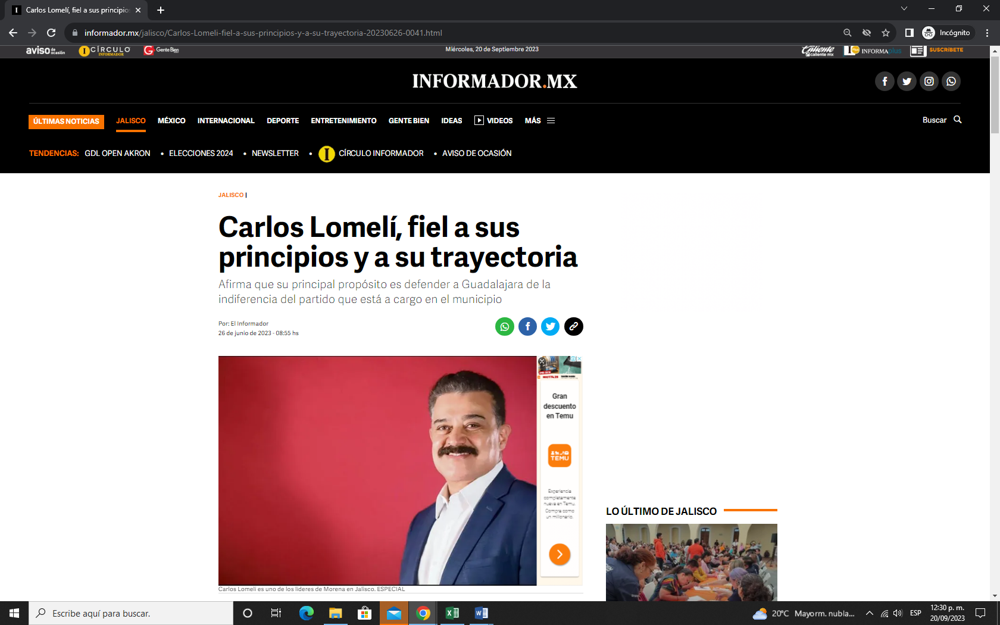 Carlos Lomelí, fiel a sus principios
informador.mx/jalisco/Carlos-Lomeli-fiel-a-sus-principios-y-a-su-trayectoria-20230626-0041.html
Incógnito
aviso de ocasión
CÍRCULO INFORMADOR
Gente Bien
Miércoles, 20 de Septiembre 2023
Caliente caliente mx
INFORMAplus
SUSCRÍBETE
INFORMADOR.MX
ÚLTIMAS NOTICIAS JALISCO MÉXICO INTERNACIONAL DEPORTE ENTRETENIMIENTO GENTE BIEN IDEAS VIDEOS MÁS
Buscar
TENDENCIAS: GDL OPEN AKRON • ELECCIONES 2024 • NEWSLETTER • CÍRCULO INFORMADOR • AVISO DE OCASIÓN
JALISCO |
Carlos Lomelí, fiel a sus
principios y a su trayectoria
Afirma que su principal propósito es defender a Guadalajara de la
indiferencia del partido que está a cargo en el municipio
Por: El Informador
26 de junio de 2023 - 08:55 hs
Gran
descuento
en Temu
TEMU
Experiencia
completamente
nueva en Temu.
Compra como
un millonario.
Carlos Lomelí es uno de los líderes de Morena en Jalisco. ESPECIAL
LO ÚLTIMO DE JALISCO
Escribe aquí para buscar.
20°C Mayorm. nubla...
ESP
12:30 p. m.
20/09/2023